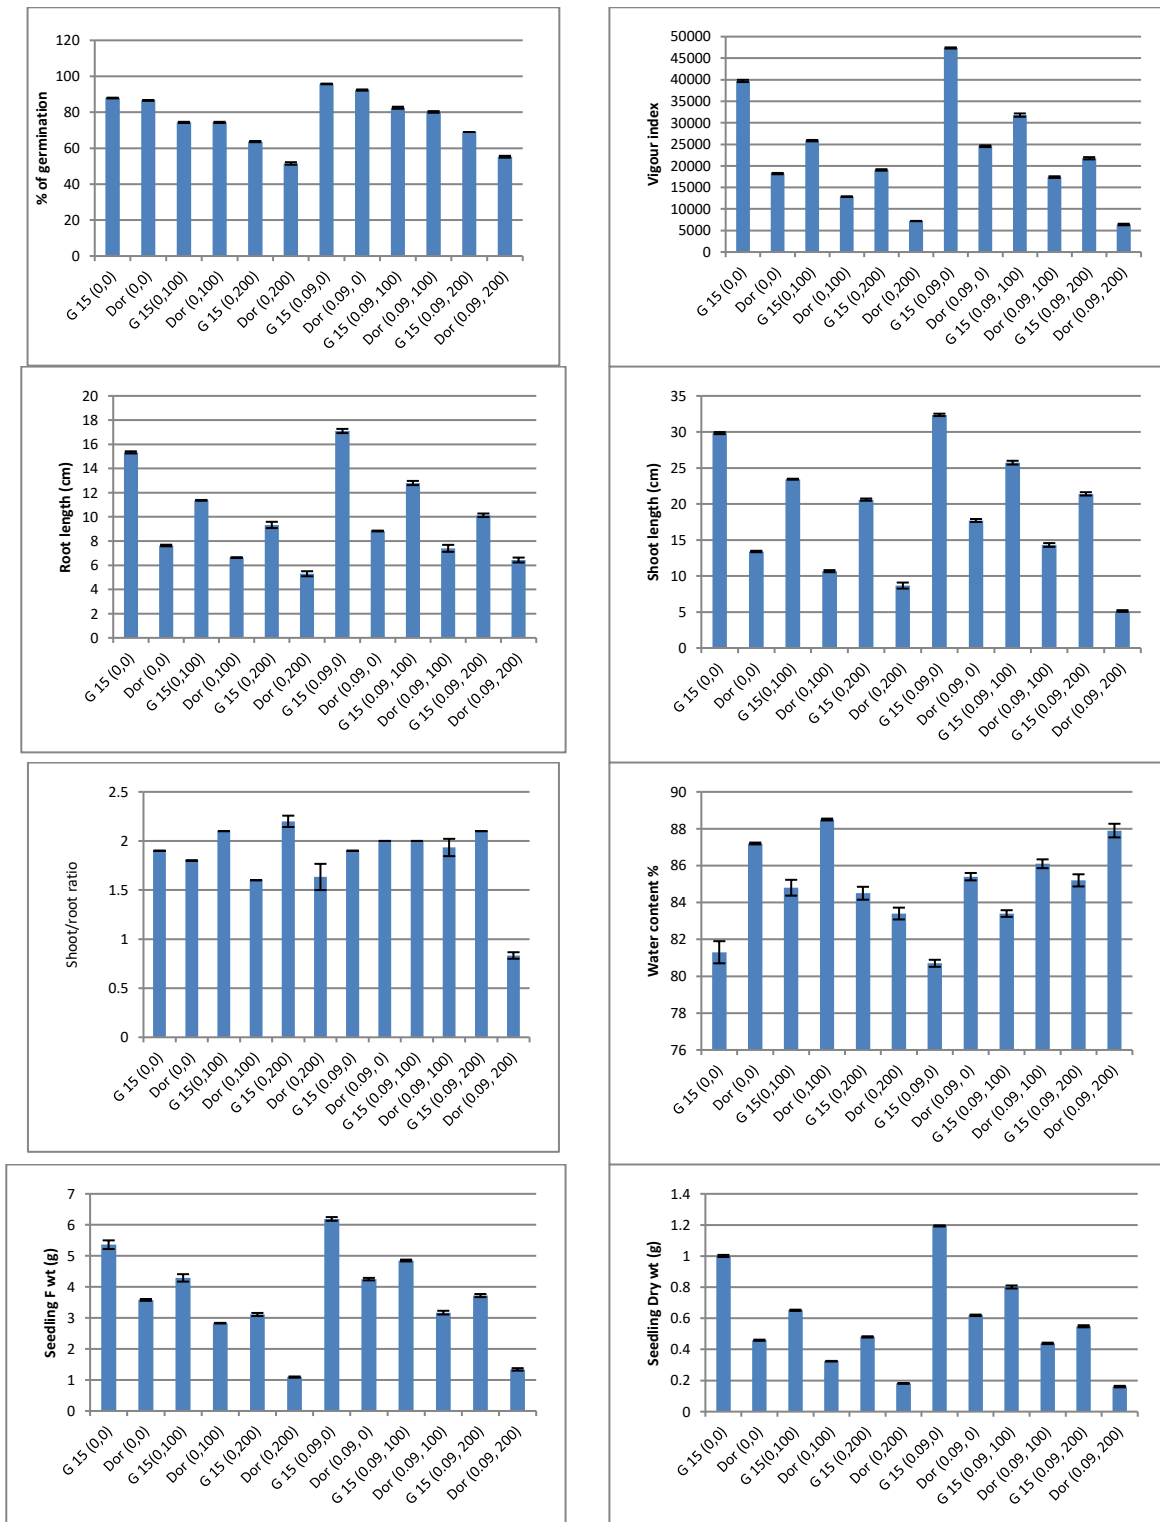 120
100
80
60
40
20
0
% of germination
G 15 (0,0)
Dor (0,0)
G 15(0,100)
Dor (0,100)
G 15 (0,200)
Dor (0,200)
G 15 (0.09,0)
Dor (0.09, 0)
G 15 (0.09, 100)
Dor (0.09, 100)
G 15 (0.09, 200)
Dor (0.09, 200)
50000
45000
40000
35000
30000
25000
20000
15000
10000
5000
0
Vigour index
G 15 (0,0)
Dor (0,0)
G 15(0,100)
Dor (0,100)
G 15 (0,200)
Dor (0,200)
G 15 (0.09,0)
Dor (0.09, 0)
G 15 (0.09, 100)
Dor (0.09, 100)
G 15 (0.09, 200)
Dor (0.09, 200)
20
18
16
14
12
10
8
6
4
2
0
Root length (cm)
G 15 (0,0)
Dor (0,0)
G 15(0,100)
Dor (0,100)
G 15 (0,200)
Dor (0,200)
G 15 (0.09,0)
Dor (0.09, 0)
G 15 (0.09, 100)
Dor (0.09, 100)
G 15 (0.09, 200)
Dor (0.09, 200)
35
30
25
20
15
10
5
0
Shoot length (cm)
G 15 (0,0)
Dor (0,0)
G 15(0,100)
Dor (0,100)
G 15 (0,200)
Dor (0,200)
G 15 (0.09,0)
Dor (0.09, 0)
G 15 (0.09, 100)
Dor (0.09, 100)
G 15 (0.09, 200)
Dor (0.09, 200)
2.5
2
1.5
1
0.5
0
Shoot/root ratio
G 15 (0,0)
Dor (0,0)
G 15(0,100)
Dor (0,100)
G 15 (0,200)
Dor (0,200)
G 15 (0.09,0)
Dor (0.09, 0)
G 15 (0.09, 100)
Dor (0.09, 100)
G 15 (0.09, 200)
Dor (0.09, 200)
90
88
86
84
82
80
78
76
Water content %
G 15 (0,0)
Dor (0,0)
G 15(0,100)
Dor (0,100)
G 15 (0,200)
Dor (0,200)
G 15 (0.09,0)
Dor (0.09, 0)
G 15 (0.09, 100)
Dor (0.09, 100)
G 15 (0.09, 200)
Dor (0.09, 200)
7
6
5
4
3
2
1
0
Seedling F wt (g)
G 15 (0,0)
Dor (0,0)
G 15(0,100)
Dor (0,100)
G 15 (0,200)
Dor (0,200)
G 15 (0.09,0)
Dor (0.09, 0)
G 15 (0.09, 100)
Dor (0.09, 100)
G 15 (0.09, 200)
Dor (0.09, 200)
1.4
1.2
1
0.8
0.6
0.4
0.2
0
Seedling Dry wt (g)
G 15 (0,0)
Dor (0,0)
G 15(0,100)
Dor (0,100)
G 15 (0,200)
Dor (0,200)
G 15 (0.09,0)
Dor (0.09, 0)
G 15 (0.09, 100)
Dor (0.09, 100)
G 15 (0.09, 200)
Dor (0.09, 200)